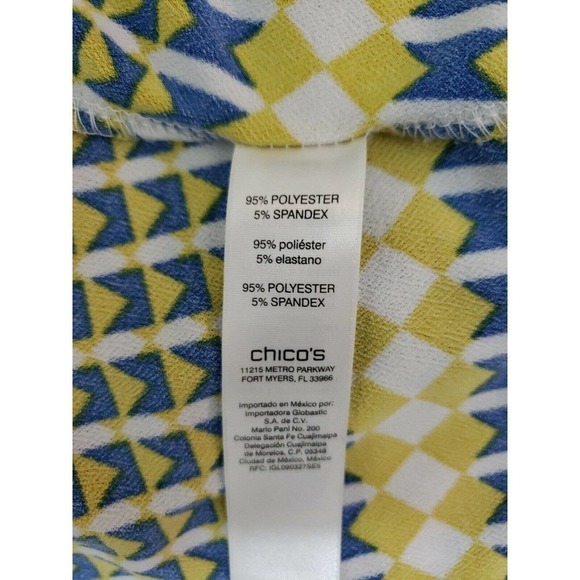 95% POLYESTER
5% SPANDEX
95% poliéster
5% elastano
95% POLYESTER
5% SPANDEX
chico's
11215 METRO PARKWAY
FORT MYERS, FL 33966
Importado en México por:
Importadora Globastic
S.A. de C.V.
Mario Pani No. 200
Colonia Santa Fe Cuajimalpa
Delegación Cuajimalpa
de Morelos, C.P. 05348
Ciudad de México, México
RFC: IGL090327SE5